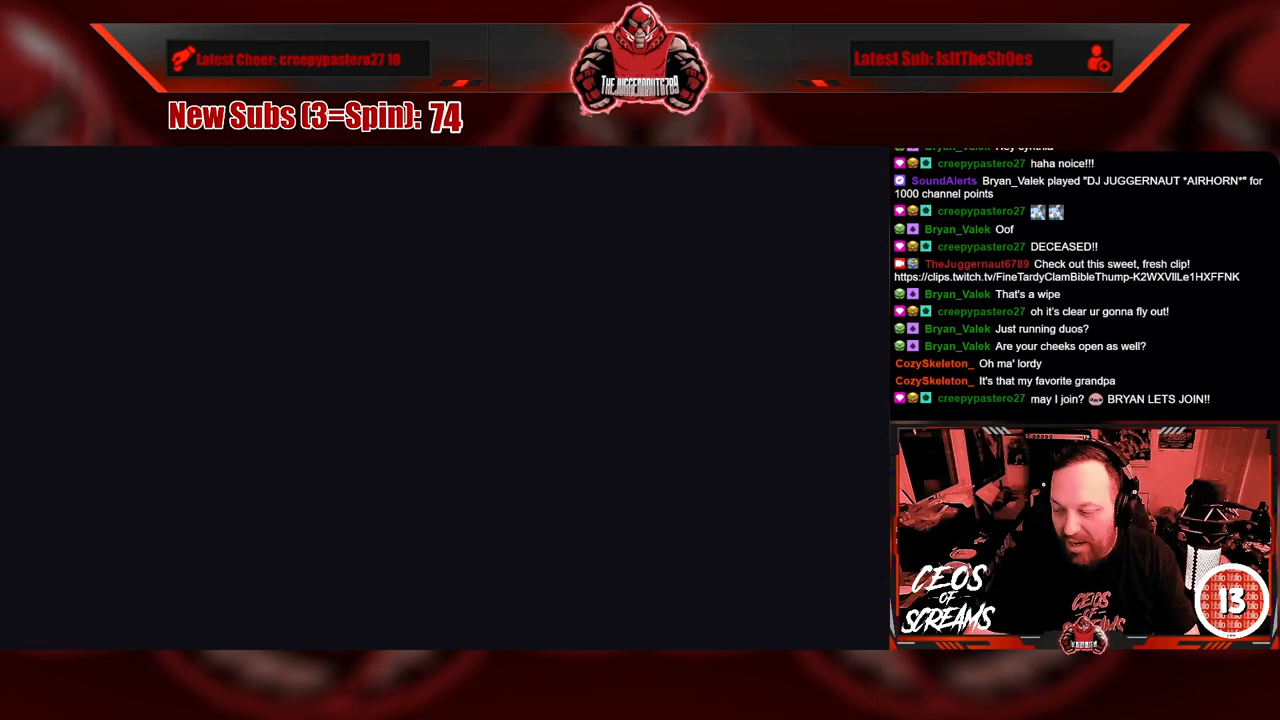 Latest Cheer: creepypastero27 10
THEJUGGERNAUT6789
Latest Sub: IsItTheSh0es
New Subs (3=Spin): 74
creepypastero27 haha noice!!!
SoundAlerts Bryan_Valek played "DJ JUGGERNAUT *AIRHORN*" for
1000 channel points
creepypastero27
Bryan_Valek Oof
creepypastero27 DECEASED!!
TheJuggernaut6789 Check out this sweet, fresh clip!
https://clips.twitch.tv/FineTardyClamBibleThump-K2WXVIlLe1HXFFNK
Bryan_Valek That's a wipe
creepypastero27 oh it's clear ur gonna fly out!
Bryan_Valek Just running duos?
Bryan_Valek Are your cheeks open as well?
CozySkeleton_ Oh ma' lordy
CozySkeleton_ It's that my favorite grandpa
creepypastero27 may I join? BRYAN LETS JOIN!!
CEOS
OF
SCREAMS
CEOS
OF
SCREAMS
13